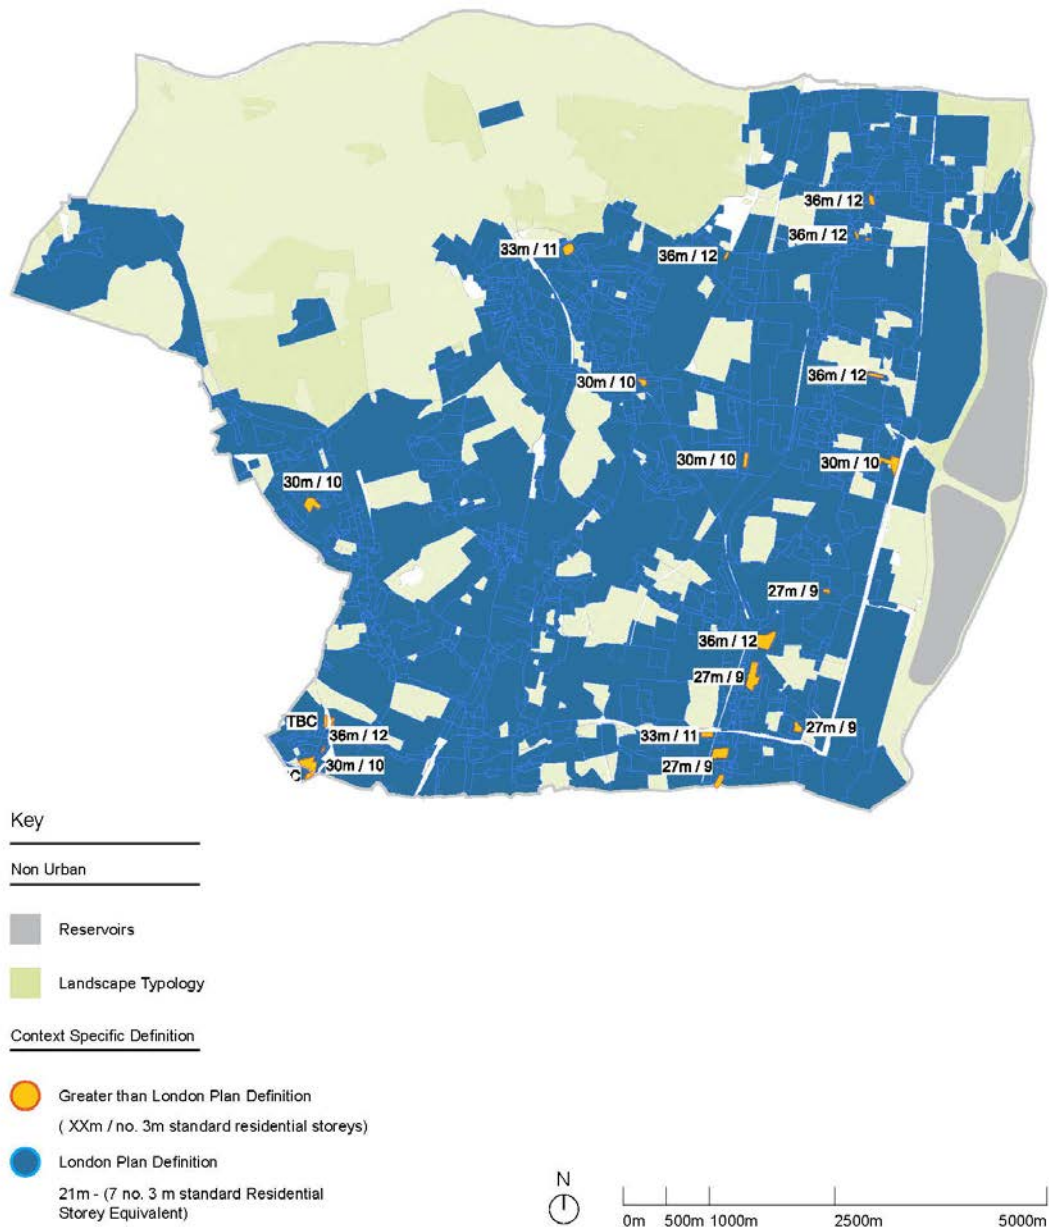 36m / 12
36m / 12
33m / 11
36m / 12
36m / 12
30m / 10
30m / 10
30m / 10
30m / 10
27m / 9
36m / 12
27m / 9
TBC
36m / 12
33m / 11
27m / 9
30m / 10
27m / 9
C
Key
Non Urban
Reservoirs
Landscape Typology
Context Specific Definition
Greater than London Plan Definition
( XXm / no. 3m standard residential storeys)
London Plan Definition
21m - (7 no. 3 m standard Residential
Storey Equivalent)
N
0m 500m 1000m 2500m 5000m